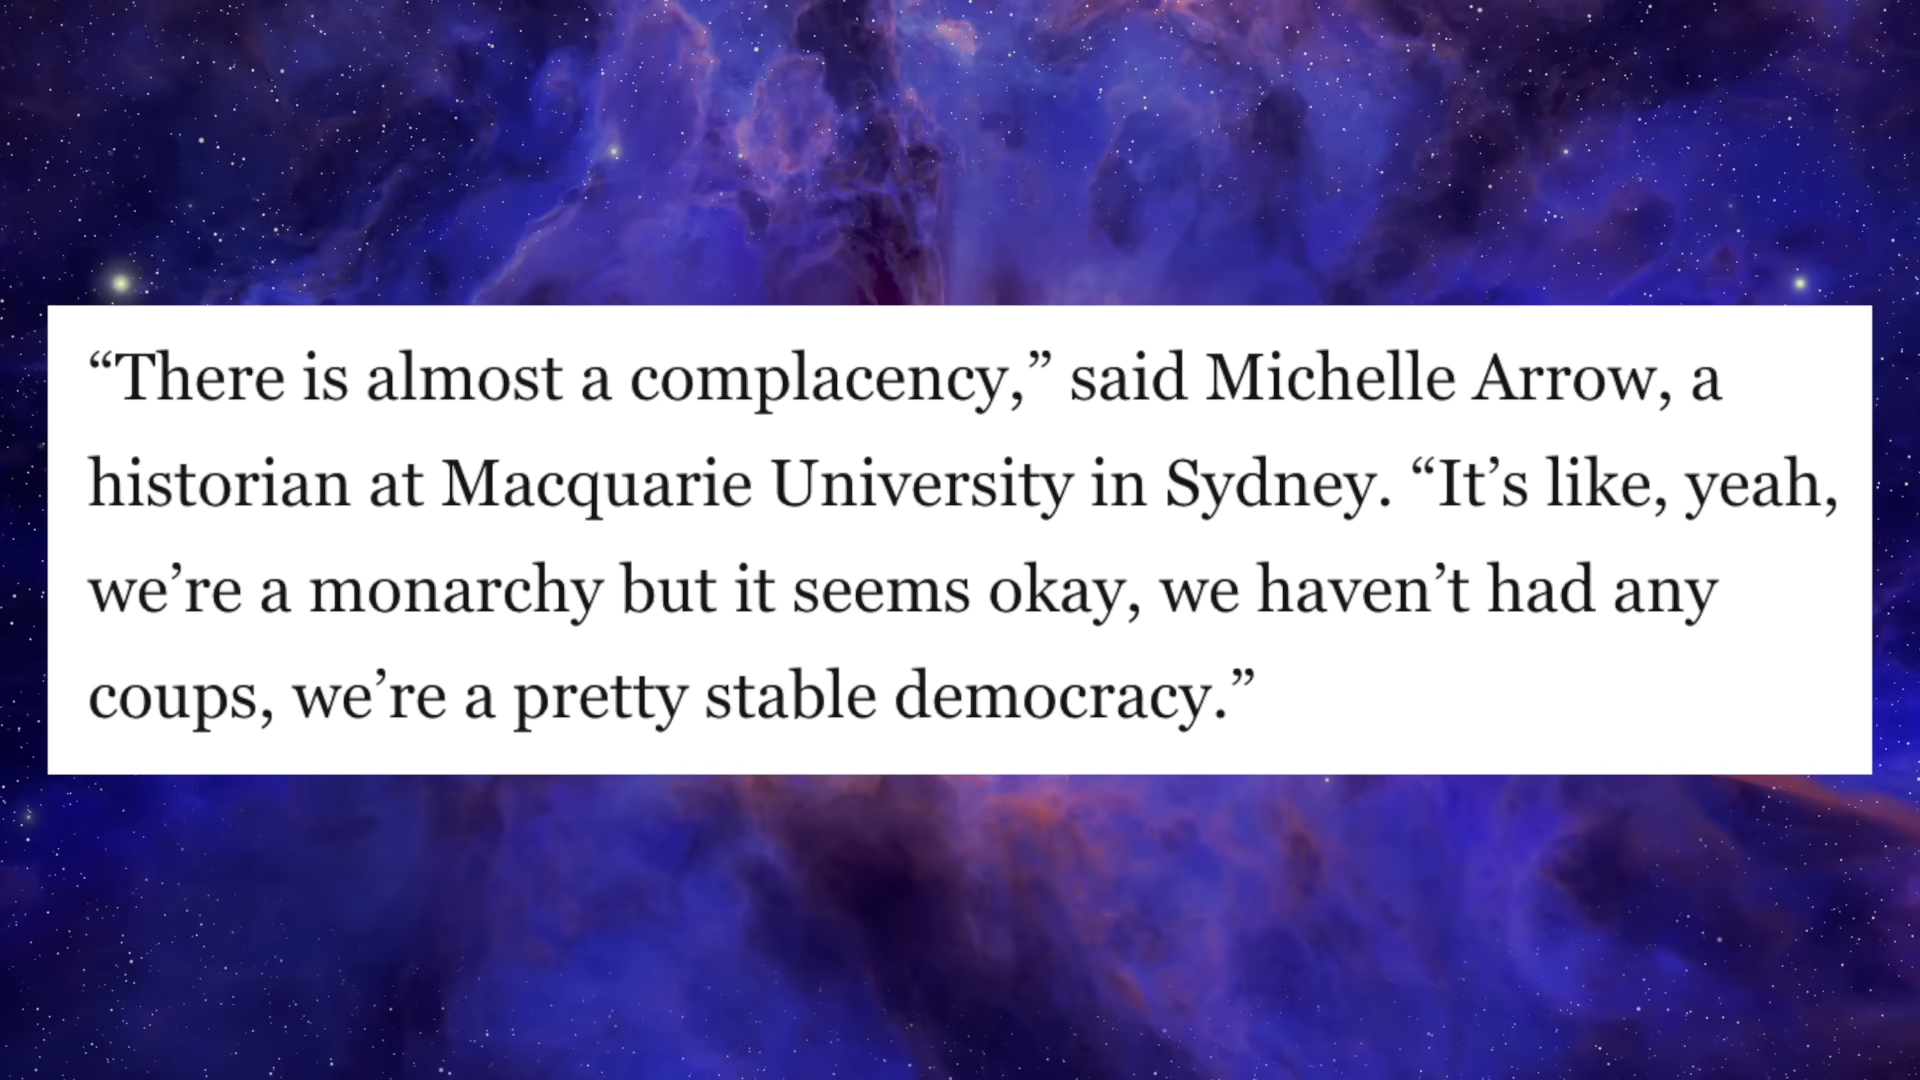 “There is almost a complacency,” said Michelle Arrow, a
historian at Macquarie University in Sydney. “It’s like, yeah,
we’re a monarchy but it seems okay, we haven’t had any
coups, we’re a pretty stable democracy.”